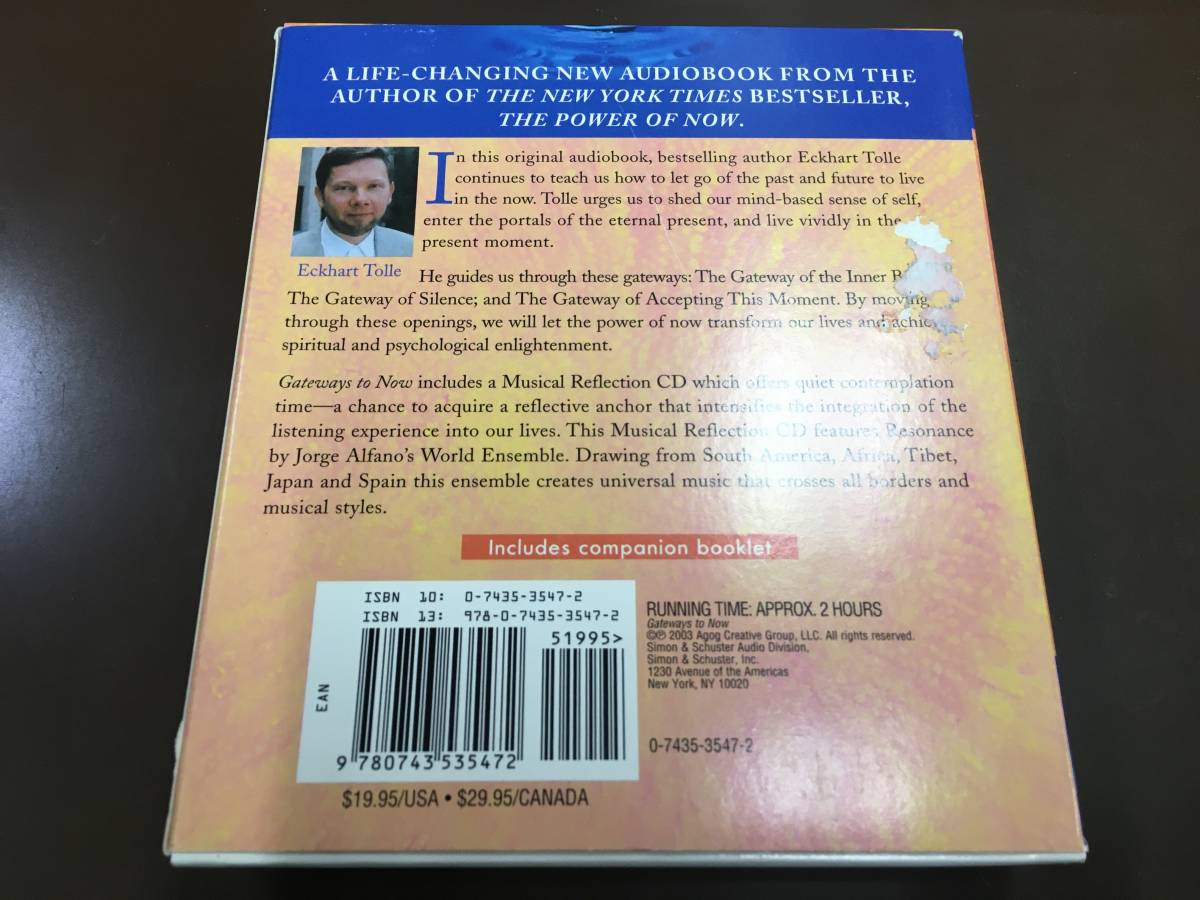 A LIFE-CHANGING NEW AUDIOBOOK FROM THE
AUTHOR OF THE NEW YORK TIMES BESTSELLER,
THE POWER OF NOW.
In this original audiobook, bestselling author Eckhart Tolle
continues to teach us how to let go of the past and future to live
in the now. Tolle urges us to shed our mind-based sense of self,
enter the portals of the eternal present, and live vividly in the
present moment.
Eckhart Tolle
He guides us through these gateways: The Gateway of the Inner
The Gateway of Silence; and The Gateway of Accepting This Moment. By moving
through these openings, we will let the power of now transform our lives and
spiritual and psychological enlightenment.
Gateways to Now includes a Musical Reflection CD which offers quiet contemplation
time—a chance to acquire a reflective anchor that intensifies the integration of the
listening experience into our lives. This Musical Reflection CD features Resonance
by Jorge Alfano's World Ensemble. Drawing from South America, Africa, Tibet,
Japan and Spain this ensemble creates universal music that crosses all borders and
musical styles.
Includes companion booklet
ISBN 10: 0-7435-3547-2
ISBN 13: 978-0-7435-3547-2
51995>
EAN
9 780743 535472
$19.95/USA • $29.95/CANADA
RUNNING TIME: APPROX. 2 HOURS
Gateways to Now
©℗ 2003 Agog Creative Group, LLC. All rights reserved.
Simon & Schuster Audio Division,
Simon & Schuster, Inc.
1230 Avenue of the Americas
New York, NY 10020
0-7435-3547-2